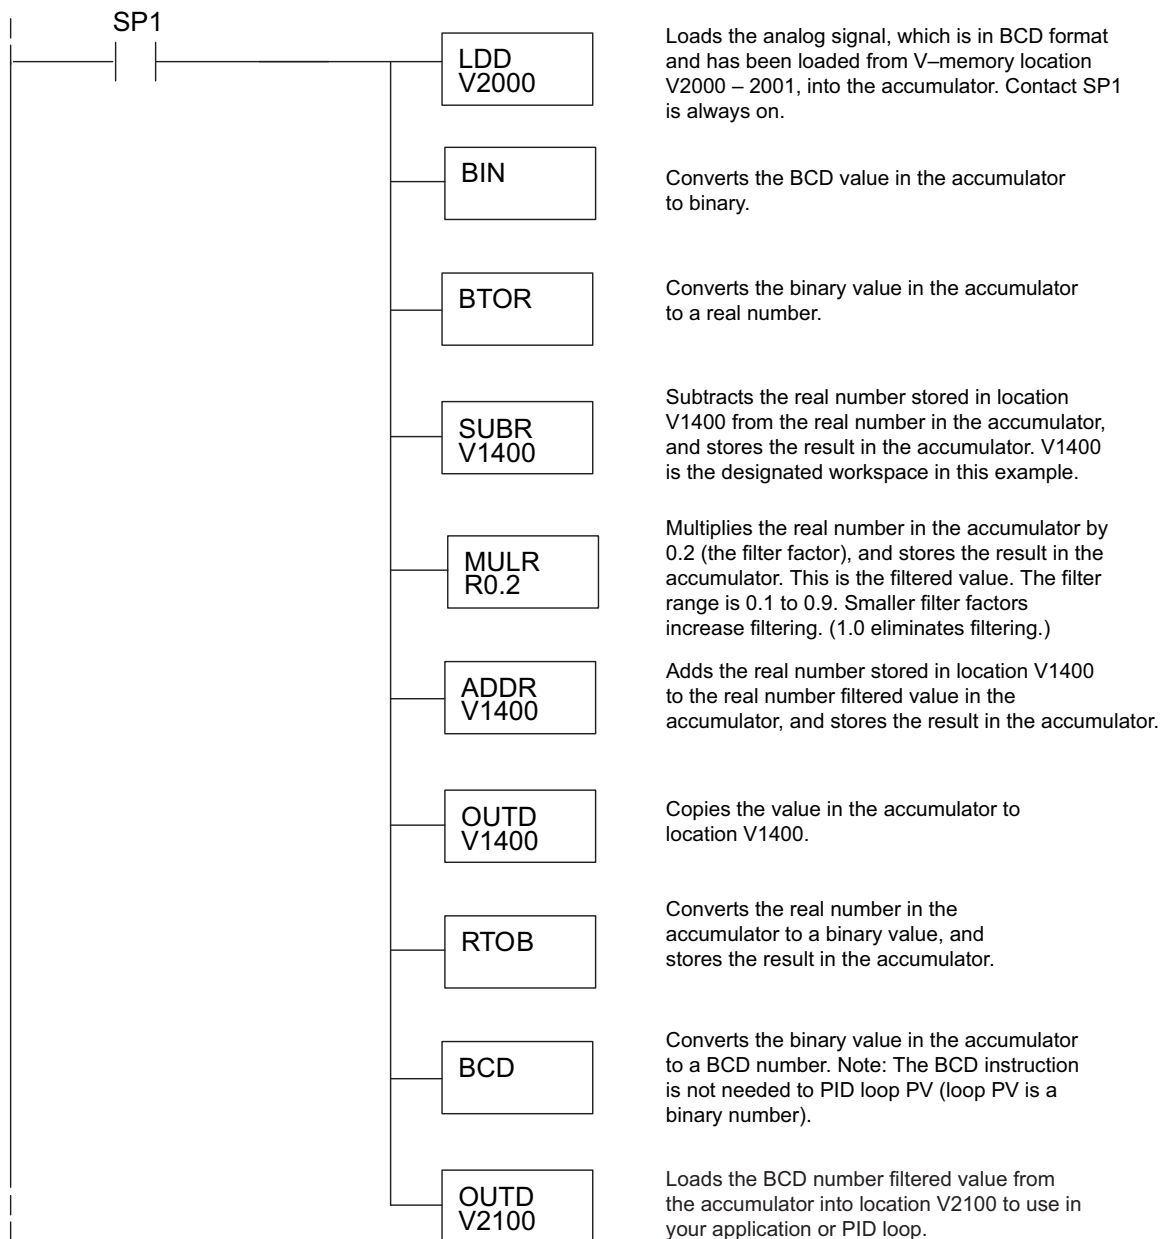 SP1
LDD
V2000
Loads the analog signal, which is in BCD format
and has been loaded from V–memory location
V2000 – 2001, into the accumulator. Contact SP1
is always on.
BIN
Converts the BCD value in the accumulator
to binary.
BTOR
Converts the binary value in the accumulator
to a real number.
SUBR
V1400
Subtracts the real number stored in location
V1400 from the real number in the accumulator,
and stores the result in the accumulator. V1400
is the designated workspace in this example.
MULR
R0.2
Multiplies the real number in the accumulator by
0.2 (the filter factor), and stores the result in the
accumulator. This is the filtered value. The filter
range is 0.1 to 0.9. Smaller filter factors
increase filtering. (1.0 eliminates filtering.)
ADDR
V1400
Adds the real number stored in location V1400
to the real number filtered value in the
accumulator, and stores the result in the accumulator.
OUTD
V1400
Copies the value in the accumulator to
location V1400.
RTOB
Converts the real number in the
accumulator to a binary value, and
stores the result in the accumulator.
BCD
Converts the binary value in the accumulator
to a BCD number. Note: The BCD instruction
is not needed to PID loop PV (loop PV is a
binary number).
OUTD
V2100
Loads the BCD number filtered value from
the accumulator into location V2100 to use in
your application or PID loop.